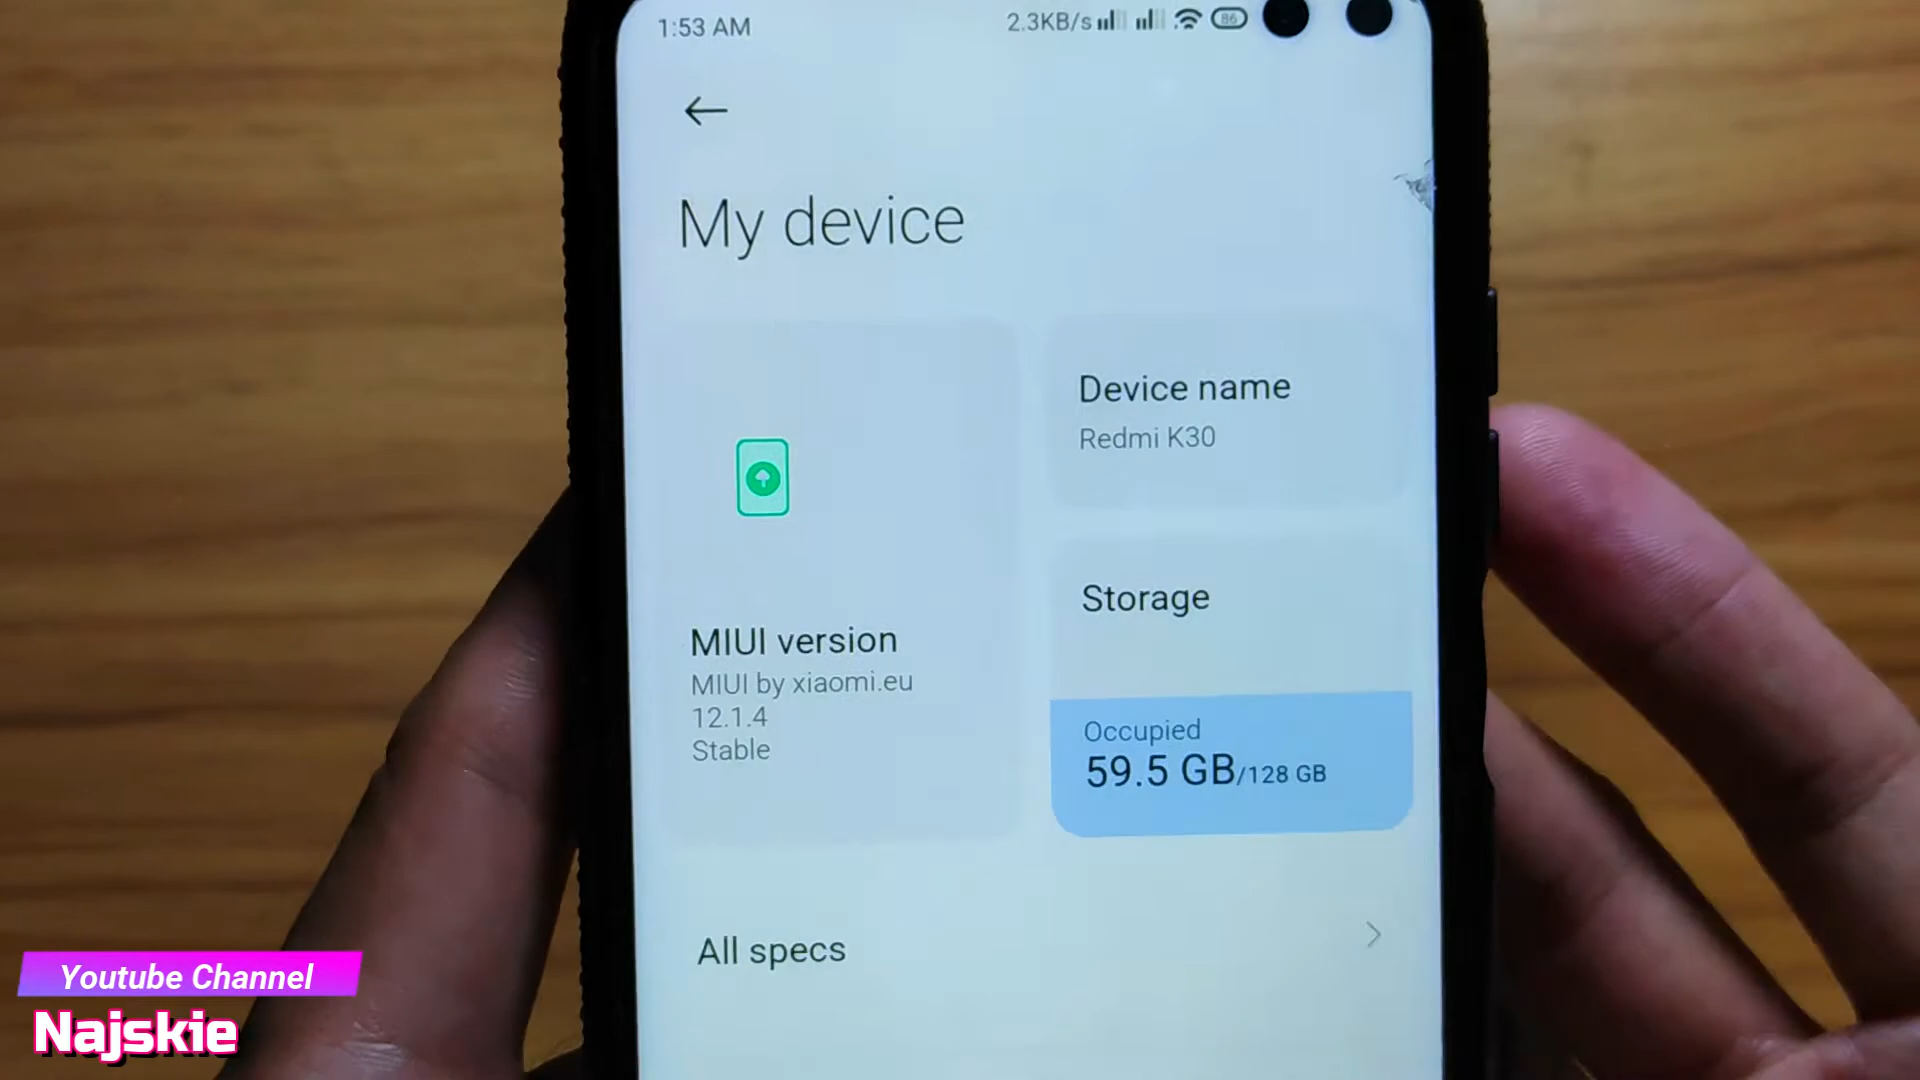 1:53 AM
2.3KB/s
86
My device
Device name
Redmi K30
MIUI version
MIUI by xiaomi.eu
12.1.4
Stable
Storage
Occupied
59.5 GB/128 GB
All specs
Youtube Channel
Najskie